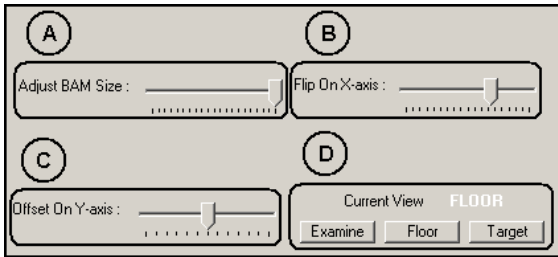 A
B
Adjust BAM Size :
Flip On X-axis :
C
D
Offset On Y-axis :
Current View FLOOR
Examine Floor Target